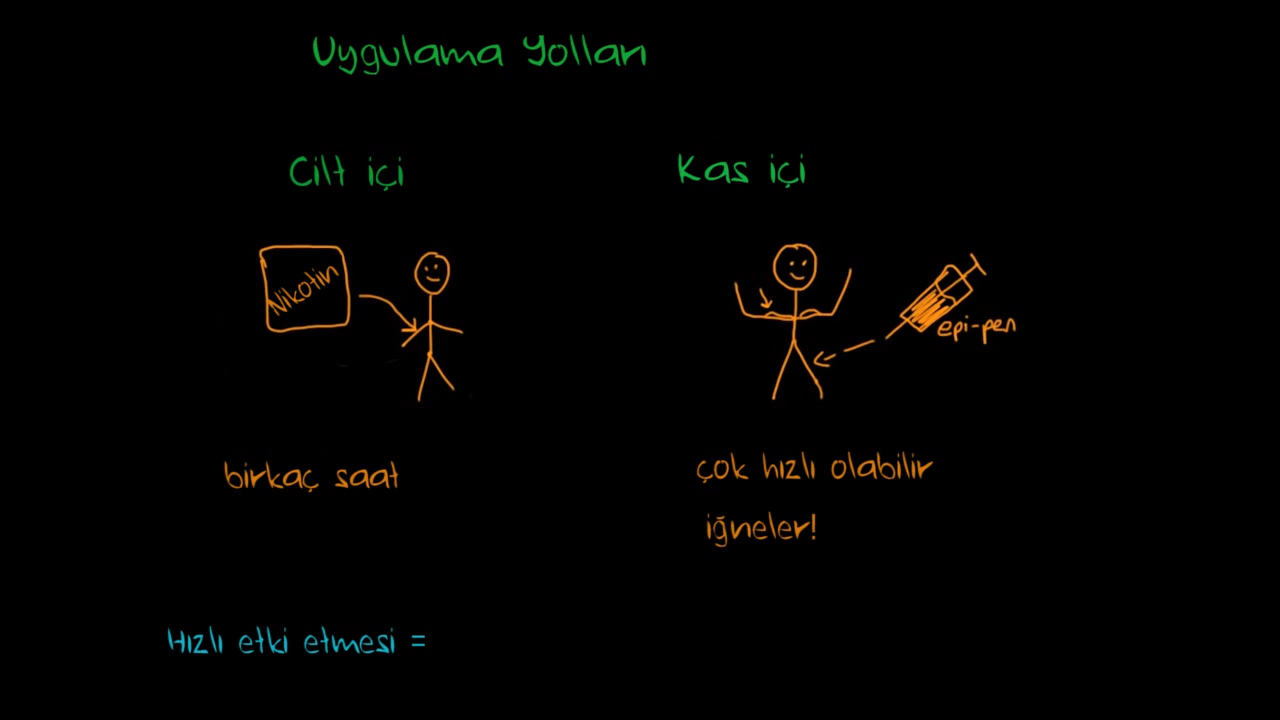 Uygulama Yolları
Cilt içi
Kas içi
Nikotin
epi-pen
birkaç saat
çok hızlı olabilir
iğneler!
Hızlı etki etmesi =